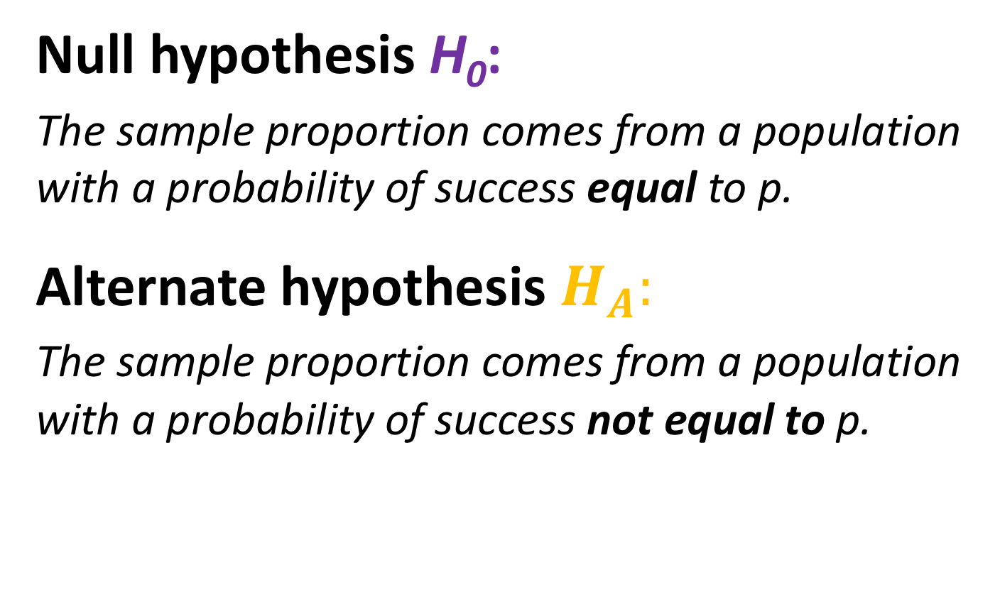 Null hypothesis H₀:
The sample proportion comes from a population
with a probability of success equal to p.
Alternate hypothesis H_A:
The sample proportion comes from a population
with a probability of success not equal to p.